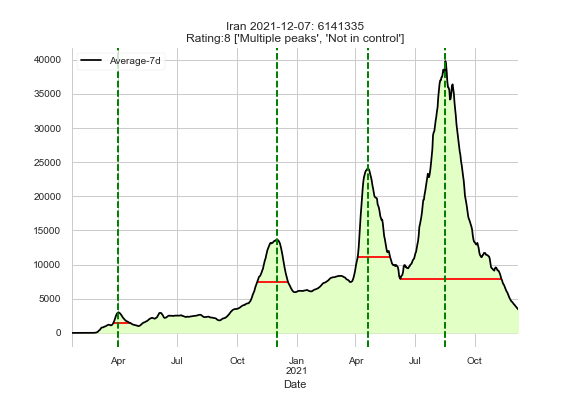 Iran 2021-12-07: 6141335
Rating:8 ['Multiple peaks', 'Not in control']
Average-7d
40000
35000
30000
25000
20000
15000
10000
5000
0
Apr Jul Oct Jan Apr Jul Oct
2021
Date